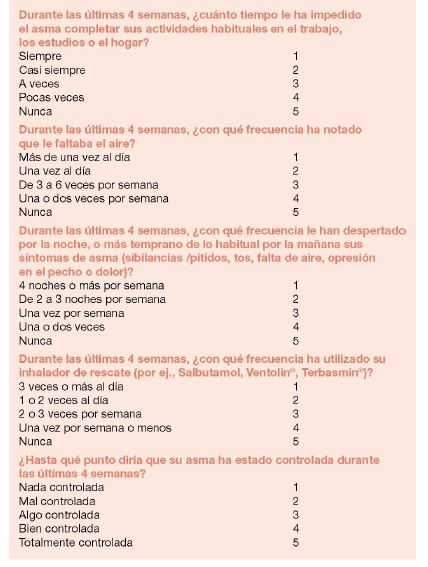 Durante las últimas 4 semanas, ¿cuánto tiempo le ha impedido
el asma completar sus actividades habituales en el trabajo,
los estudios o el hogar?
Siempre 1
Casi siempre 2
A veces 3
Pocas veces 4
Nunca 5
Durante las últimas 4 semanas, ¿con qué frecuencia ha notado
que le faltaba el aire?
Más de una vez al día 1
Una vez al día 2
De 3 a 6 veces por semana 3
Una o dos veces por semana 4
Nunca 5
Durante las últimas 4 semanas, ¿con qué frecuencia le han despertado
por la noche, o más temprano de lo habitual por la mañana sus
síntomas de asma (sibilancias /pitidos, tos, falta de aire, opresión
en el pecho o dolor)?
4 noches o más por semana 1
De 2 a 3 noches por semana 2
Una vez por semana 3
Una o dos veces 4
Nunca 5
Durante las últimas 4 semanas, ¿con qué frecuencia ha utilizado su
inhalador de rescate (por ej., Salbutamol, Ventolin®, Terbasmin®)?
3 veces o más al día 1
1 o 2 veces al día 2
2 o 3 veces por semana 3
Una vez por semana o menos 4
Nunca 5
¿Hasta qué punto diría que su asma ha estado controlada durante
las últimas 4 semanas?
Nada controlada 1
Mal controlada 2
Algo controlada 3
Bien controlada 4
Totalmente controlada 5